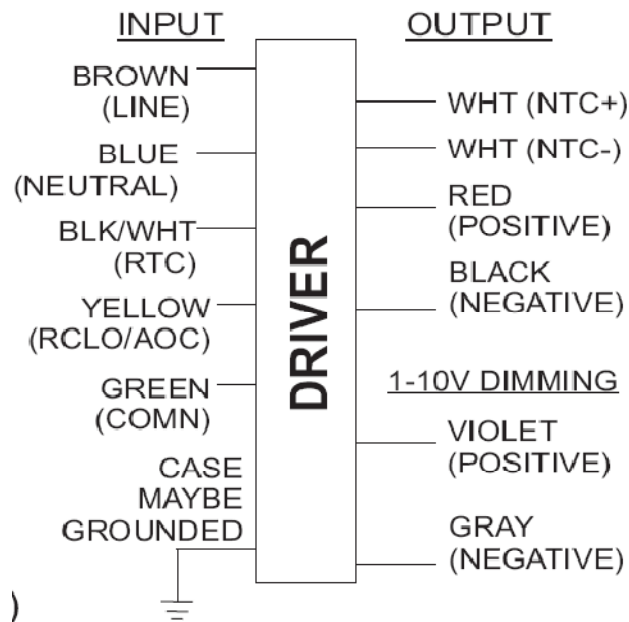 INPUT
BROWN
(LINE)
BLUE
(NEUTRAL)
BLK/WHT
(RTC)
YELLOW
(RCLO/AOC)
GREEN
(COMN)
CASE
MAYBE
GROUNDED
)
DRIVER
OUTPUT
WHT (NTC+)
WHT (NTC-)
RED
(POSITIVE)
BLACK
(NEGATIVE)
1-10V DIMMING
VIOLET
(POSITIVE)
GRAY
(NEGATIVE)